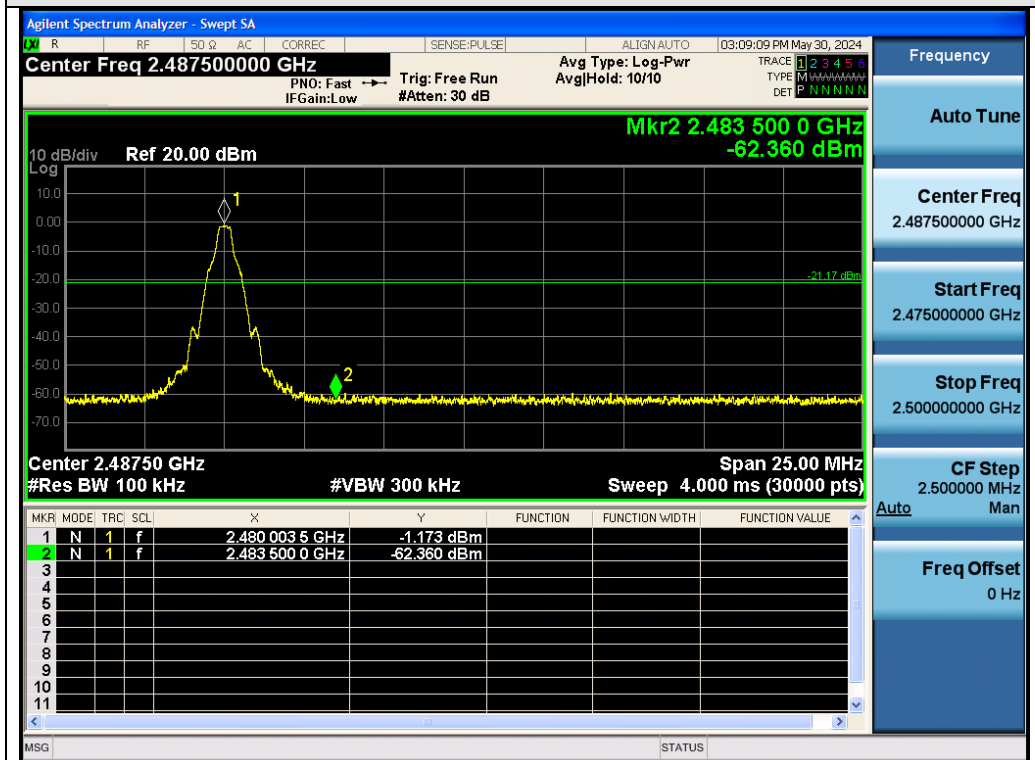 Agilent Spectrum Analyzer - Swept SA
LXI R RF 50 Ω AC CORREC SENSE:PULSE ALIGN AUTO 03:09:09 PM May 30, 2024
Center Freq 2.487500000 GHz
PNO: Fast
IFGain:Low
Trig: Free Run
#Atten: 30 dB
Avg Type: Log-Pwr
Avg|Hold: 10/10
TRACE 1 2 3 4 5 6
TYPE M
DET P N N N N N
Mkr2 2.483 500 0 GHz
-62.360 dBm
10 dB/div Ref 20.00 dBm
Log
10.0
0.00
-10.0
-20.0
-30.0
-40.0
-50.0
-60.0
-70.0
1
-21.17 dBm
2
Center 2.48750 GHz Span 25.00 MHz
#Res BW 100 kHz #VBW 300 kHz Sweep 4.000 ms (30000 pts)
MKR MODE TRC SCL X Y FUNCTION FUNCTION WIDTH FUNCTION VALUE
1 N 1 f 2.480 003 5 GHz -1.173 dBm
2 N 1 f 2.483 500 0 GHz -62.360 dBm
3
4
5
6
7
8
9
10
11
MSG STATUS
Frequency
Auto Tune
Center Freq
2.487500000 GHz
Start Freq
2.475000000 GHz
Stop Freq
2.500000000 GHz
CF Step
2.500000 MHz
Auto Man
Freq Offset
0 Hz